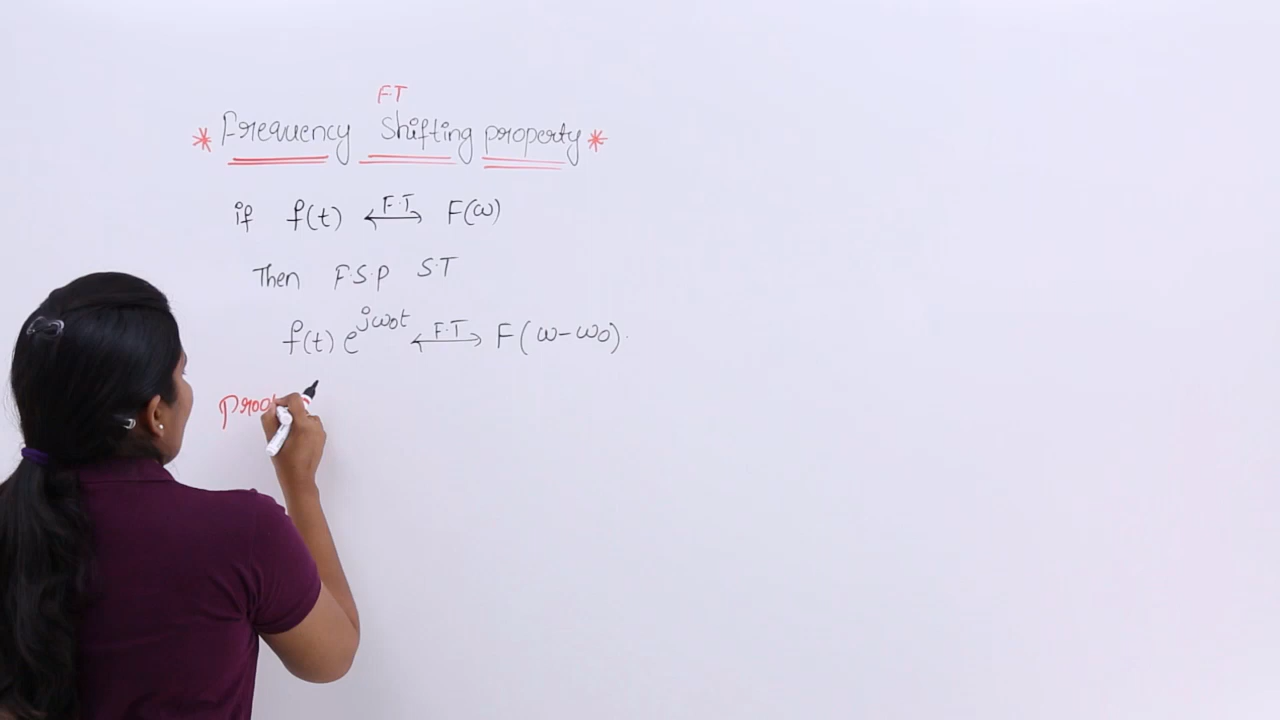 F.T
* Frequency Shifting property *
if f(t) <—F.T—> F(ω)
Then F.S.P S.T
f(t) e^jω0t <—F.T—> F(ω-ω0).